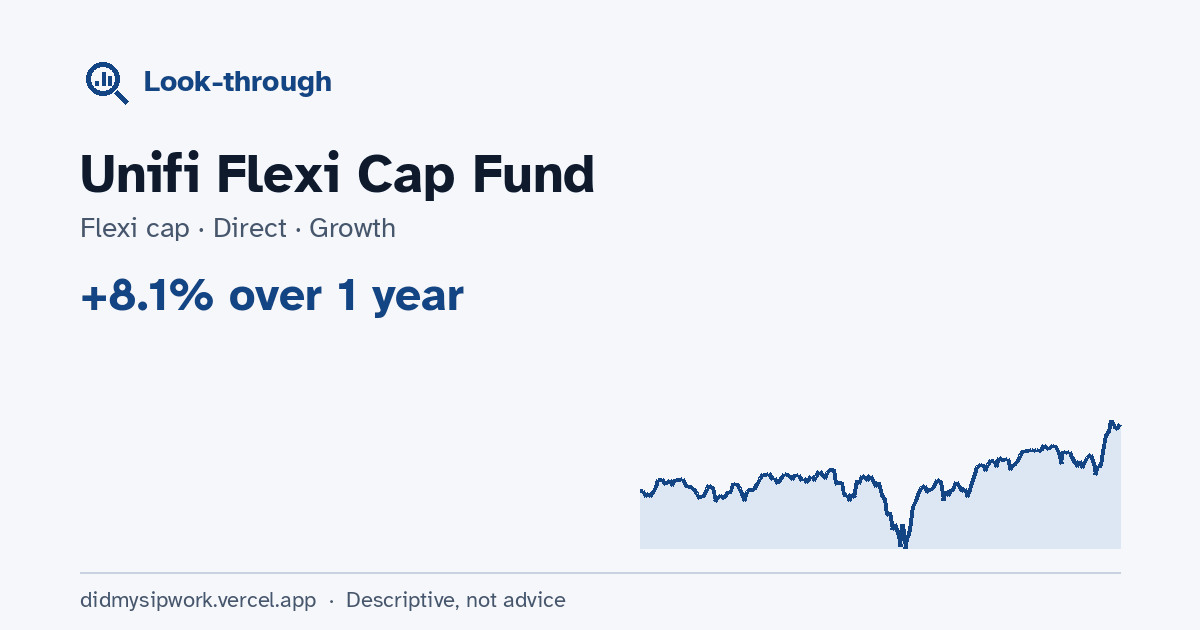 Look-through
Unifi Flexi Cap Fund
Flexi cap · Direct · Growth
+8.1% over 1 year
didmysipwork.vercel.app · Descriptive, not advice